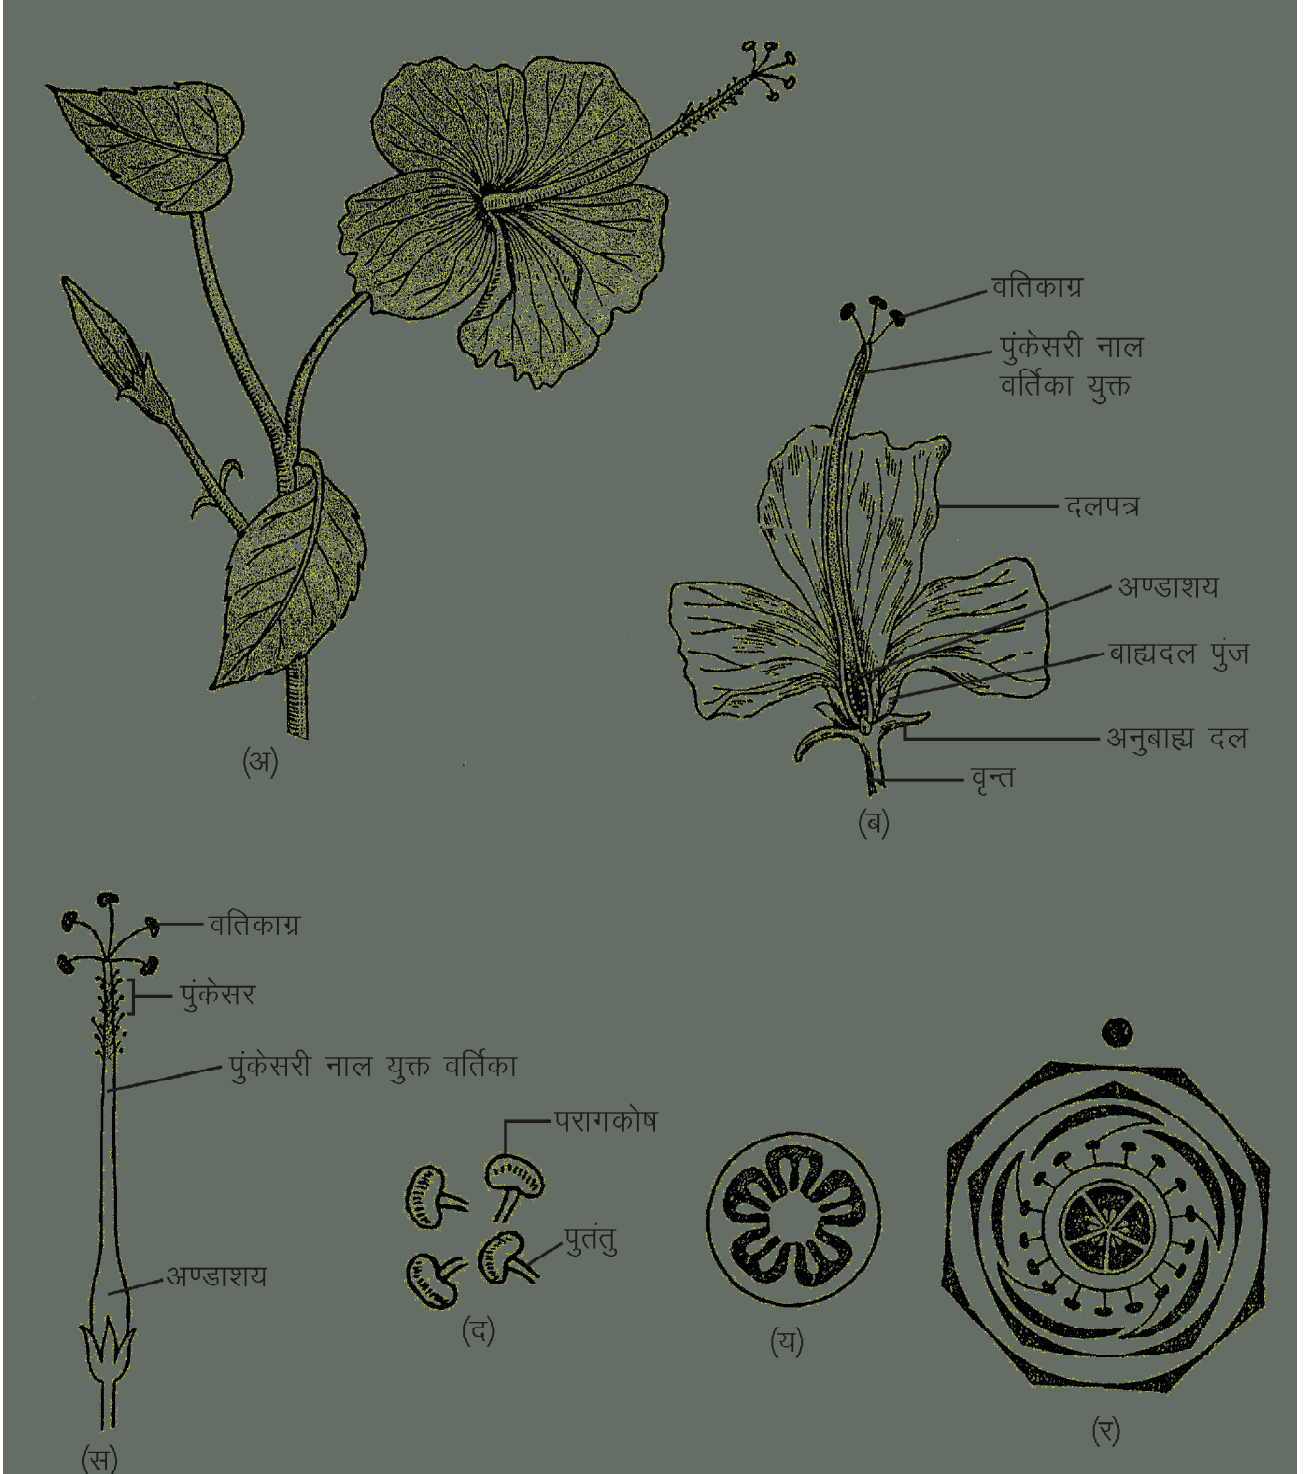 वतिकाग्र
पुंकेसरी नाल
वर्तिका युक्त
दलपत्र
अण्डाशय
बाह्यदल पुंज
अनुबाह्य दल
वृन्त
(अ)
(ब)
वतिकाग्र
पुंकेसर
पुंकेसरी नाल युक्त वर्तिका
अण्डाशय
(स)
परागकोष
पुतंतु
(द)
(य)
(र)